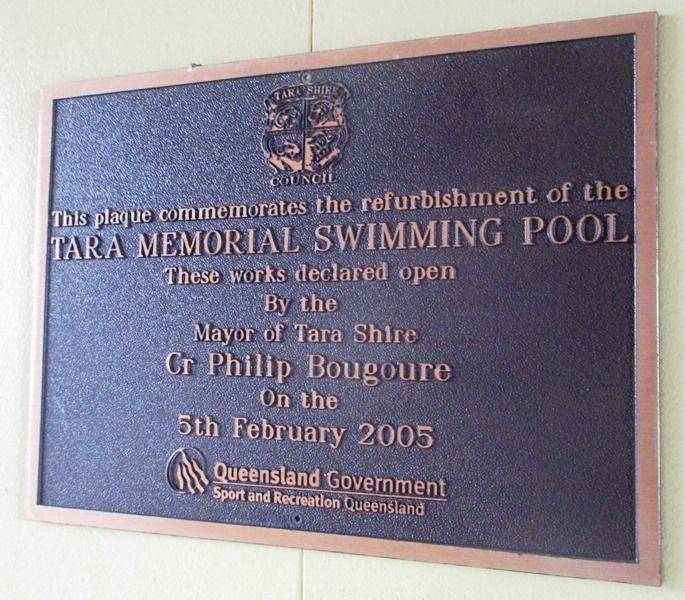 TARA SHIRE
COUNCIL
This plaque commemorates the refurbishment of the
TARA MEMORIAL SWIMMING POOL
These works declared open
By the
Mayor of Tara Shire
Cr Philip Bougoure
On the
5th February 2005
Queensland Government
Sport and Recreation Queensland